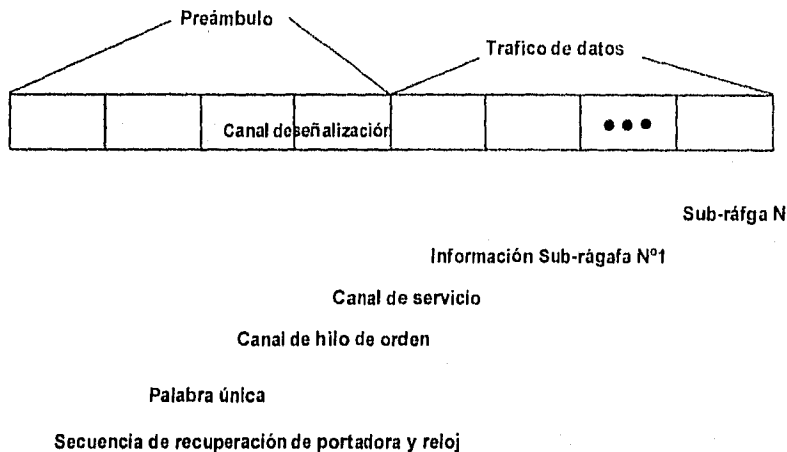 Preámbulo
Trafico de datos
Canal deseñalización
Sub-ráfga N
Información Sub-rágafa Nº1
Canal de servicio
Canal de hilo de orden
Palabra única
Secuencia de recuperación de portadora y reloj